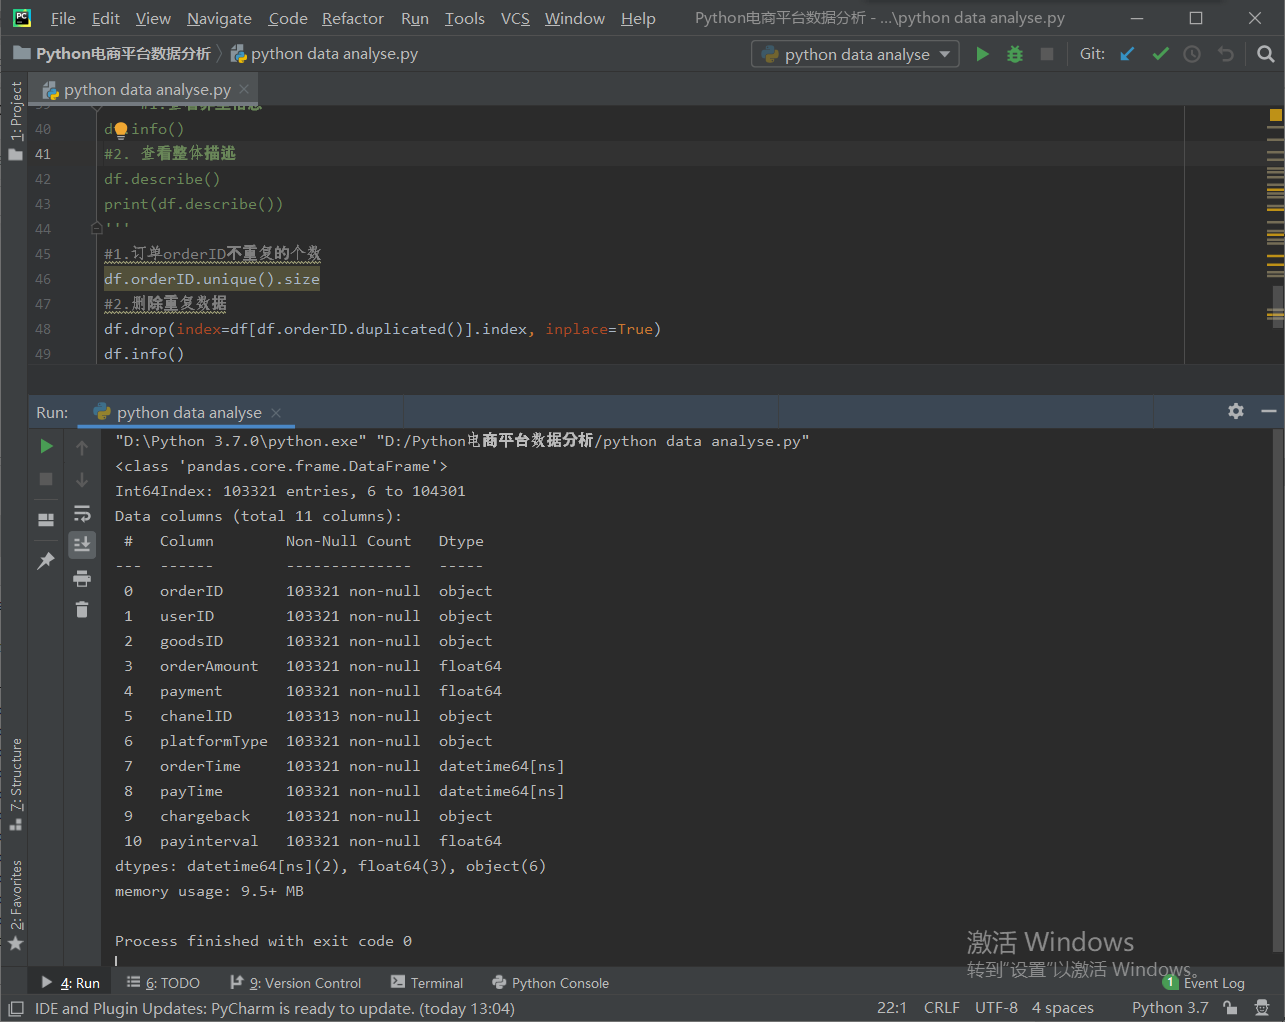 File Edit View Navigate Code Refactor Run Tools VCS Window Help Python电商平台数据分析 - ...\python data analyse.py
Python电商平台数据分析 python data analyse.py python data analyse Git:
1: Project
python data analyse.py
40 d info()
41 #2. 查看整体描述
42 df.describe()
43 print(df.describe())
44 '''
45 #1.订单orderID不重复的个数
46 df.orderID.unique().size
47 #2.删除重复数据
48 df.drop(index=df[df.orderID.duplicated()].index, inplace=True)
49 df.info()
Run: python data analyse
"D:\Python 3.7.0\python.exe" "D:/Python电商平台数据分析/python data analyse.py"
<class 'pandas.core.frame.DataFrame'>
Int64Index: 103321 entries, 6 to 104301
Data columns (total 11 columns):
# Column Non-Null Count Dtype
--- ------ -------------- -----
0 orderID 103321 non-null object
1 userID 103321 non-null object
2 goodsID 103321 non-null object
3 orderAmount 103321 non-null float64
4 payment 103321 non-null float64
5 chanelID 103313 non-null object
6 platformType 103321 non-null object
7 orderTime 103321 non-null datetime64[ns]
8 payTime 103321 non-null datetime64[ns]
9 chargeback 103321 non-null object
10 payinterval 103321 non-null float64
dtypes: datetime64[ns](2), float64(3), object(6)
memory usage: 9.5+ MB
Process finished with exit code 0
7: Structure
2: Favorites
激活 Windows
转到“设置”以激活 Windows。
4: Run 6: TODO 9: Version Control Terminal Python Console 1 Event Log
IDE and Plugin Updates: PyCharm is ready to update. (today 13:04) 22:1 CRLF UTF-8 4 spaces Python 3.7